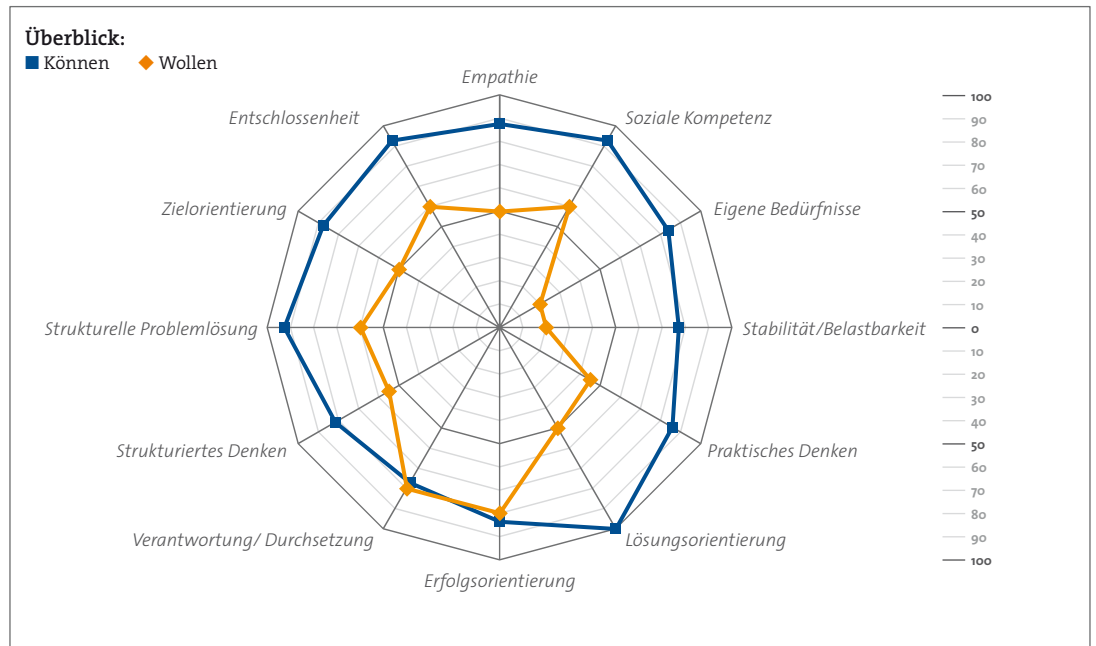 Überblick:
Können Wollen
Empathie
Entschlossenheit
Soziale Kompetenz
Zielorientierung
Eigene Bedürfnisse
Strukturelle Problemlösung
Stabilität/Belastbarkeit
Strukturiertes Denken
Praktisches Denken
Verantwortung/ Durchsetzung
Lösungsorientierung
Erfolgsorientierung
100
90
80
70
60
50
40
30
20
10
0
10
20
30
40
50
60
70
80
90
100